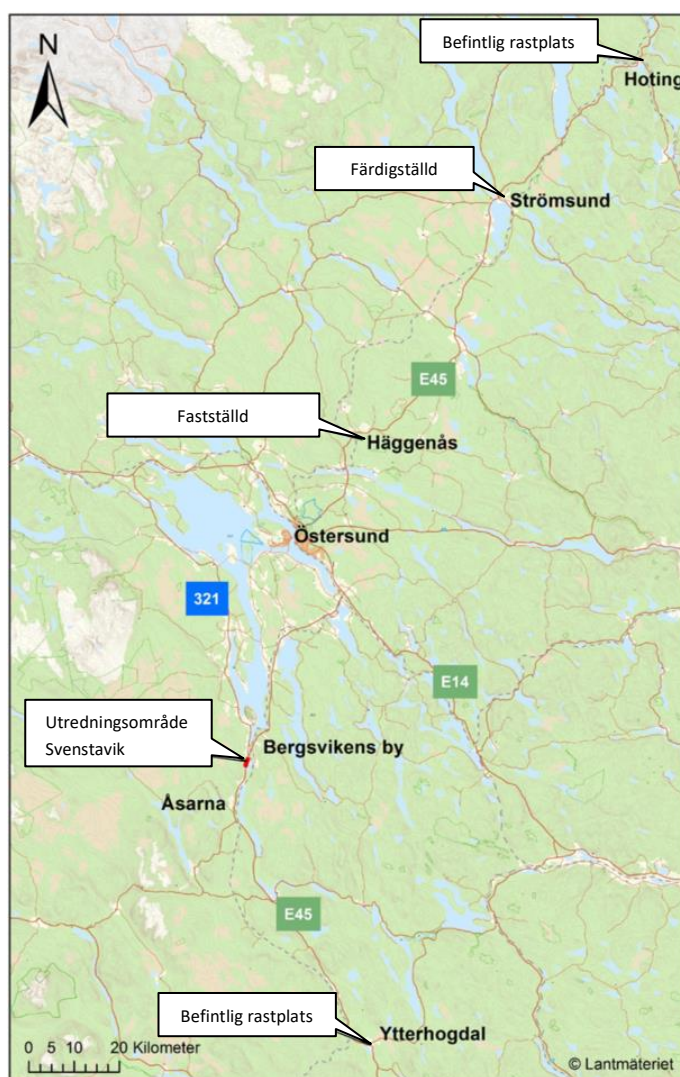 N
Befintlig rastplats
Hoting
Färdigställd
Strömsund
E45
Fastställd
Häggenås
Östersund
321
E14
Utredningsområde
Svenstavik
Bergsvikens by
Åsarna
E45
Befintlig rastplats
Ytterhogdal
0 5 10 20 Kilometer
© Lantmäteriet